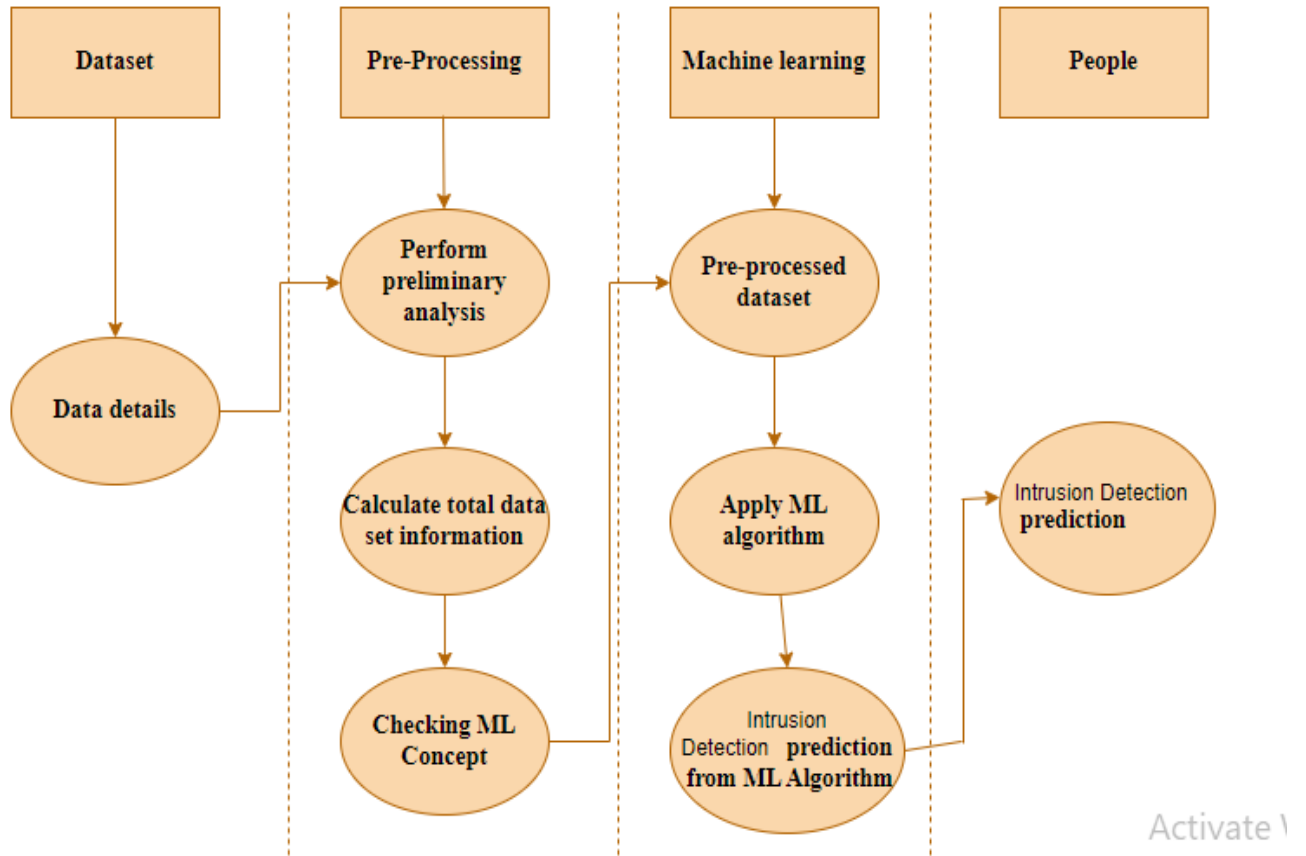 Dataset
Pre-Processing
Machine learning
People
Data details
Perform
preliminary
analysis
Calculate total data
set information
Checking ML
Concept
Pre-processed
dataset
Apply ML
algorithm
Intrusion
Detection prediction
from ML Algorithm
Intrusion Detection
prediction
Activate